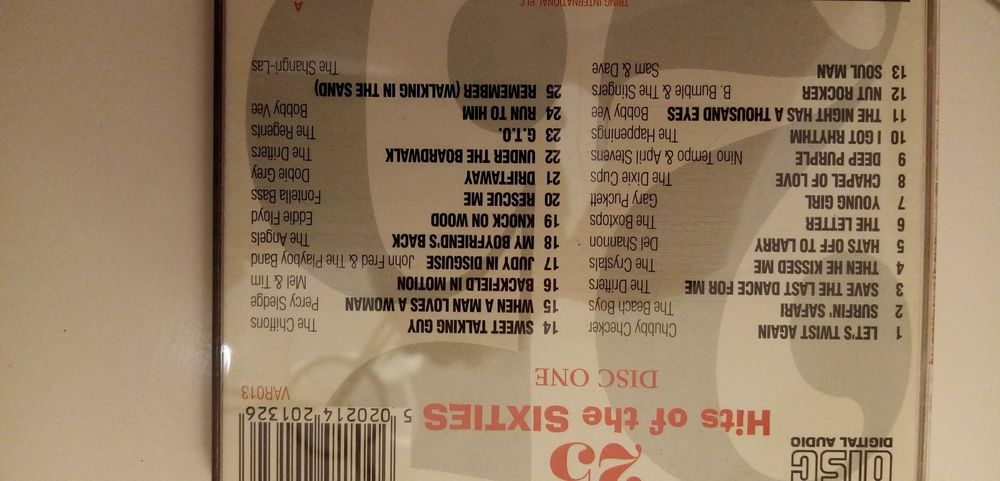 DISC
DIGITAL AUDIO
25
Hits of the SIXTIES
DISC ONE
5 020214 201326
VAR013
1 LET'S TWIST AGAIN Chubby Checker
2 SURFIN' SAFARI The Beach Boys
3 SAVE THE LAST DANCE FOR ME The Drifters
4 THEN HE KISSED ME The Crystals
5 HATS OFF TO LARRY Del Shannon
6 THE LETTER The Boxtops
7 YOUNG GIRL Gary Puckett
8 CHAPEL OF LOVE The Dixie Cups
9 DEEP PURPLE Nino Tempo & April Stevens
10 I GOT RHYTHM The Happenings
11 THE NIGHT HAS A THOUSAND EYES Bobby Vee
12 NUT ROCKER B. Bumble & The Stingers
13 SOUL MAN Sam & Dave
14 SWEET TALKING GUY The Chiffons
15 WHEN A MAN LOVES A WOMAN Percy Sledge
16 BACKFIELD IN MOTION Mel & Tim
17 JUDY IN DISGUISE John Fred & The Playboy Band
18 MY BOYFRIEND'S BACK The Angels
19 KNOCK ON WOOD Eddie Floyd
20 RESCUE ME Fontella Bass
21 DRIFTAWAY Dobie Grey
22 UNDER THE BOARDWALK The Drifters
23 G.T.O. The Regents
24 RUN TO HIM Bobby Vee
25 REMEMBER (WALKING IN THE SAND)
The Shangri-Las
TRING INTERNATIONAL PLC
A